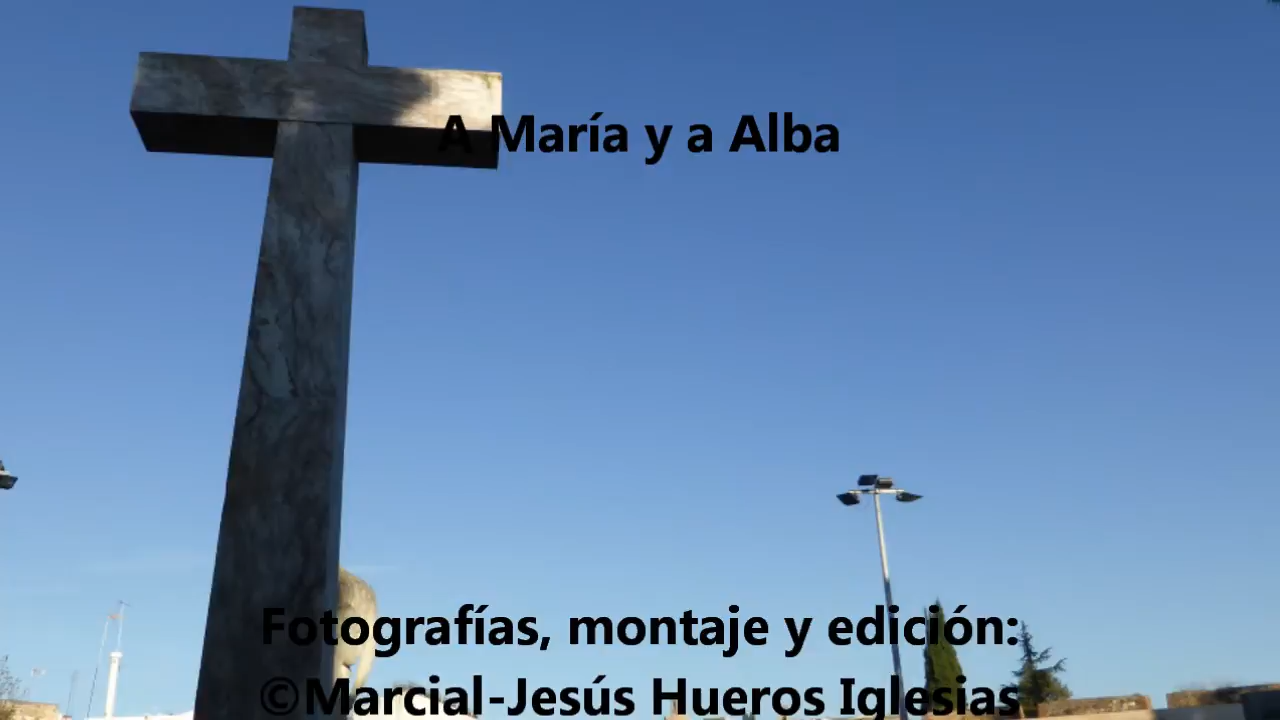 A María y a Alba
Fotografías, montaje y edición:
©Marcial-Jesús Hueros Iglesias